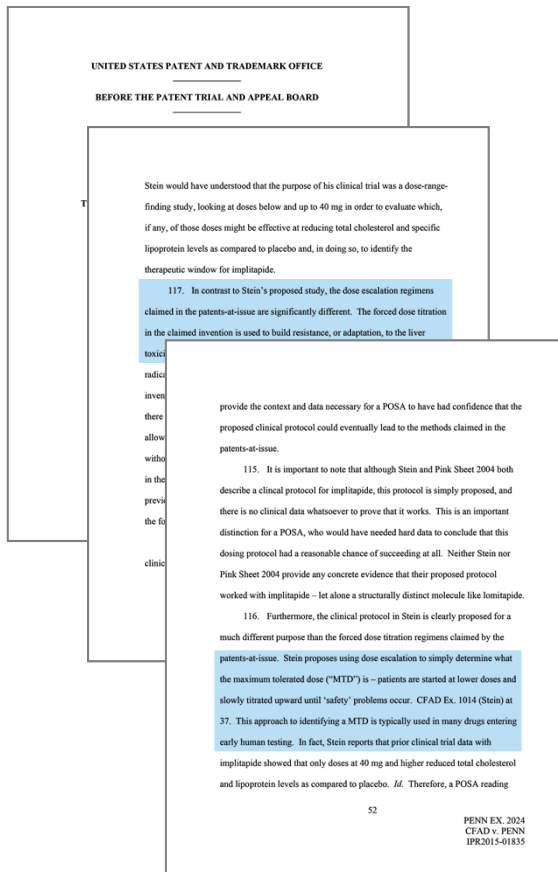 UNITED STATES PATENT AND TRADEMARK OFFICE
BEFORE THE PATENT TRIAL AND APPEAL BOARD
T
Stein would have understood that the purpose of his clinical trial was a dose-range-
finding study, looking at doses below and up to 40 mg in order to evaluate which,
if any, of those doses might be effective at reducing total cholesterol and specific
lipoprotein levels as compared to placebo and, in doing so, to identify the
therapeutic window for implitapide.
117. In contrast to Stein’s proposed study, the dose escalation regimens
claimed in the patents-at-issue are significantly different. The forced dose titration
in the claimed invention is used to build resistance, or adaptation, to the liver
toxici
radica
inven
there
allow
witho
in the
previo
the fo
clinic
provide the context and data necessary for a POSA to have had confidence that the
proposed clinical protocol could eventually lead to the methods claimed in the
patents-at-issue.
115. It is important to note that although Stein and Pink Sheet 2004 both
describe a clincal protocol for implitapide, this protocol is simply proposed, and
there is no clinical data whatsoever to prove that it works. This is an important
distinction for a POSA, who would have needed hard data to conclude that this
dosing protocol had a reasonable chance of succeeding at all. Neither Stein nor
Pink Sheet 2004 provide any concrete evidence that their proposed protocol
worked with implitapide – let alone a structurally distinct molecule like lomitapide.
116. Furthermore, the clinical protocol in Stein is clearly proposed for a
much different purpose than the forced dose titration regimens claimed by the
patents-at-issue. Stein proposes using dose escalation to simply determine what
the maximum tolerated dose (“MTD”) is – patients are started at lower doses and
slowly titrated upward until ‘safety’ problems occur. CFAD Ex. 1014 (Stein) at
37. This approach to identifying a MTD is typically used in many drugs entering
early human testing. In fact, Stein reports that prior clinical trial data with
implitapide showed that only doses at 40 mg and higher reduced total cholesterol
and lipoprotein levels as compared to placebo. Id. Therefore, a POSA reading
52
PENN EX. 2024
CFAD v. PENN
IPR2015-01835